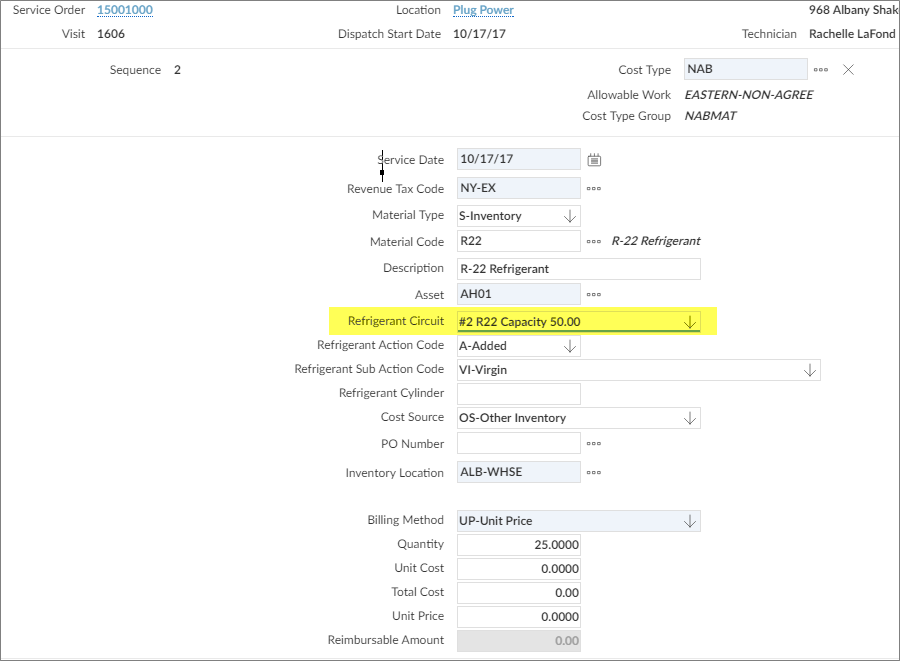 Service Order 15001000 Location Plug Power 968 Albany Shak
Visit 1606 Dispatch Start Date 10/17/17 Technician Rachelle LaFond
Sequence 2 Cost Type NAB
Allowable Work EASTERN-NON-AGREE
Cost Type Group NABMAT
Service Date 10/17/17
Revenue Tax Code NY-EX
Material Type S-Inventory
Material Code R22 R-22 Refrigerant
Description R-22 Refrigerant
Asset AH01
Refrigerant Circuit #2 R22 Capacity 50.00
Refrigerant Action Code A-Added
Refrigerant Sub Action Code VI-Virgin
Refrigerant Cylinder
Cost Source OS-Other Inventory
PO Number
Inventory Location ALB-WHSE
Billing Method UP-Unit Price
Quantity 25.0000
Unit Cost 0.0000
Total Cost 0.00
Unit Price 0.0000
Reimbursable Amount 0.00